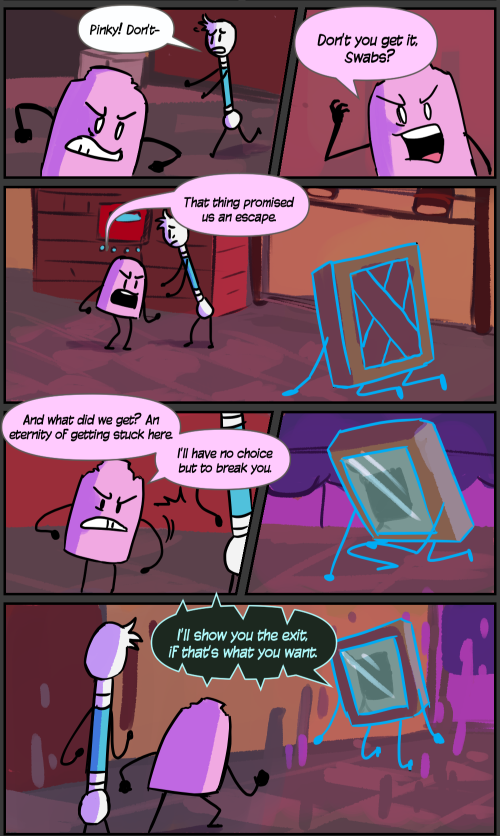 Pinky! Don't-
Don't you get it,
Swabs?
That thing promised
us an escape.
And what did we get? An
eternity of getting stuck here.
I'll have no choice
but to break you.
I'll show you the exit,
if that's what you want.